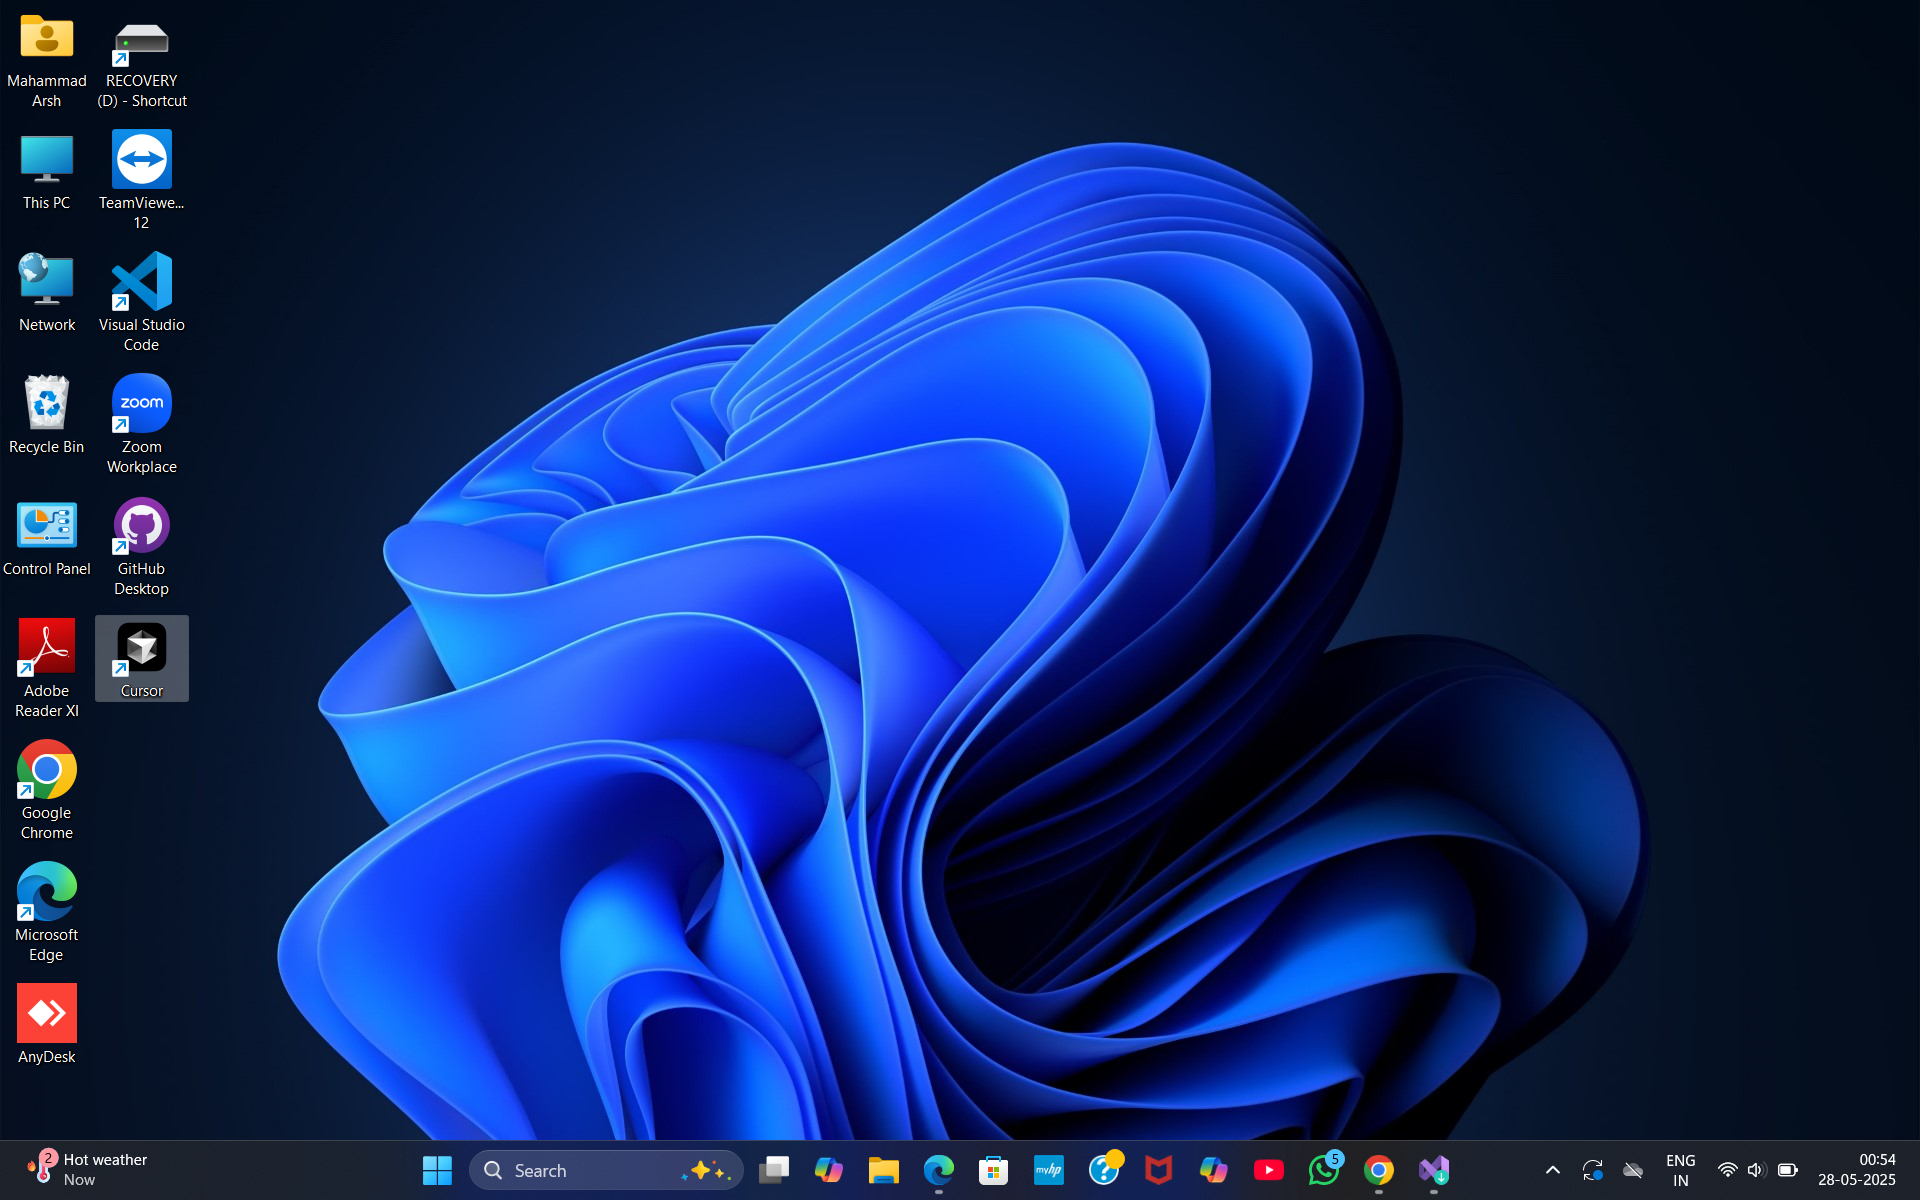 Mahammad
Arsh
RECOVERY
(D) - Shortcut
This PC
TeamViewe...
12
Network
Visual Studio
Code
Recycle Bin
zoom
Zoom
Workplace
Control Panel
GitHub
Desktop
Adobe
Reader XI
Cursor
Google
Chrome
Microsoft
Edge
AnyDesk
2
Hot weather
Now
Search
myhp
?
5
ENG
IN
00:54
28-05-2025